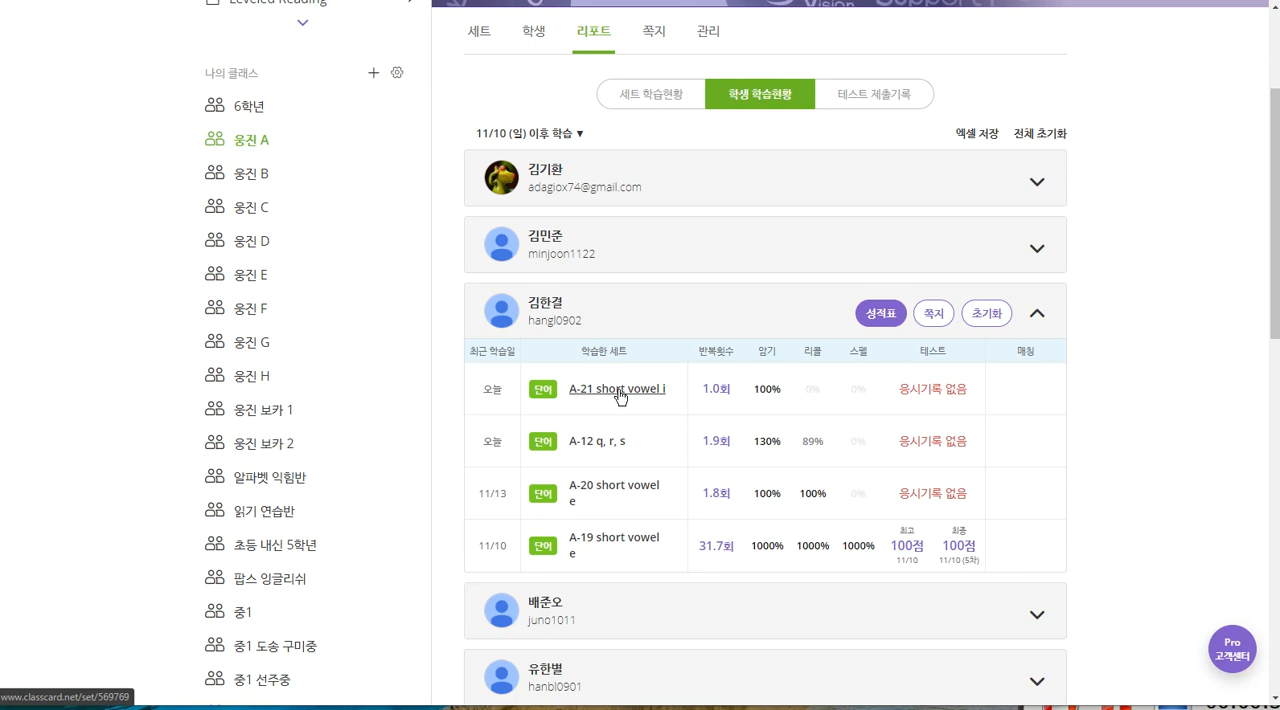 Leveled Reading
Vision
Support
세트 학생 리포트 쪽지 관리
나의 클래스
6학년
웅진 A
웅진 B
웅진 C
웅진 D
웅진 E
웅진 F
웅진 G
웅진 H
웅진 보카 1
웅진 보카 2
알파벳 익힘반
읽기 연습반
초등 내신 5학년
팝스 잉글리쉬
중1
중1 도송 구미중
중1 선주중
세트 학습현황 학생 학습현황 테스트 제출기록
11/10 (일) 이후 학습 ▼ 엑셀 저장 전체 초기화
김기환
adagiox74@gmail.com
김민준
minjoon1122
김한결
hangl0902
성적표 쪽지 초기화
최근 학습일 학습한 세트 반복횟수 암기 리콜 스펠 테스트 매칭
오늘 단어 A-21 short vowel i 1.0회 100% 0% 0% 응시기록 없음
오늘 단어 A-12 q, r, s 1.9회 130% 89% 0% 응시기록 없음
11/13 단어 A-20 short vowel 1.8회 100% 100% 0% 응시기록 없음
e
최고 최종
11/10 단어 A-19 short vowel 31.7회 1000% 1000% 1000% 100점 100점
e
11/10 11/10 (5차)
배준오
juno1011
유한별
hanbl0901
Pro
고객센터
www.classcard.net/set/569769